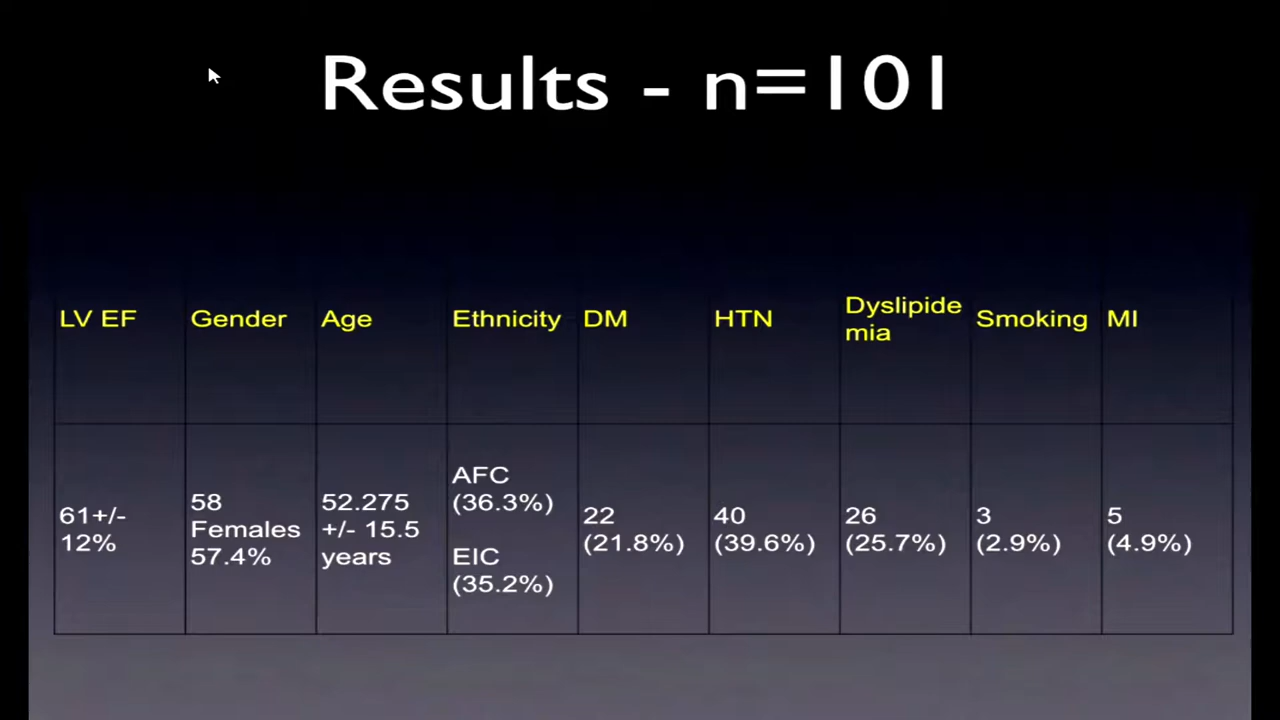 Results - n=101
LV EF
Gender
Age
Ethnicity
DM
HTN
Dyslipide
mia
Smoking
MI
61+/-
12%
58
Females
57.4%
52.275
+/- 15.5
years
AFC
(36.3%)
EIC
(35.2%)
22
(21.8%)
40
(39.6%)
26
(25.7%)
3
(2.9%)
5
(4.9%)